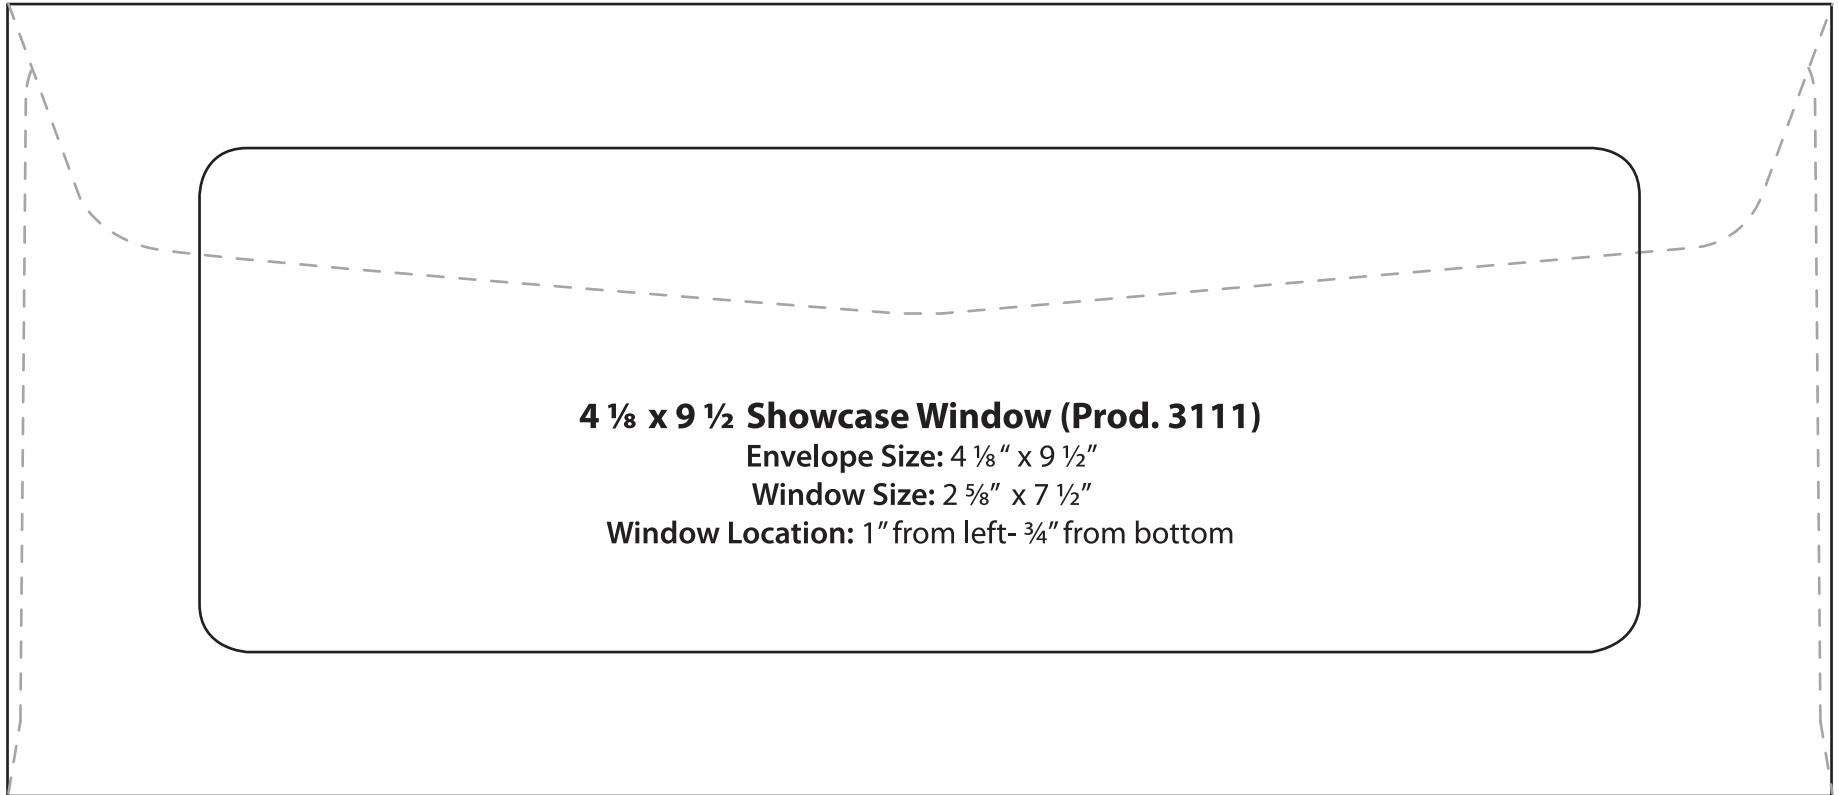 4 ⅛ x 9 ½ Showcase Window (Prod. 3111)
Envelope Size: 4 ⅛“ x 9 ½”
Window Size: 2 ⅝” x 7 ½”
Window Location: 1” from left- ¾” from bottom